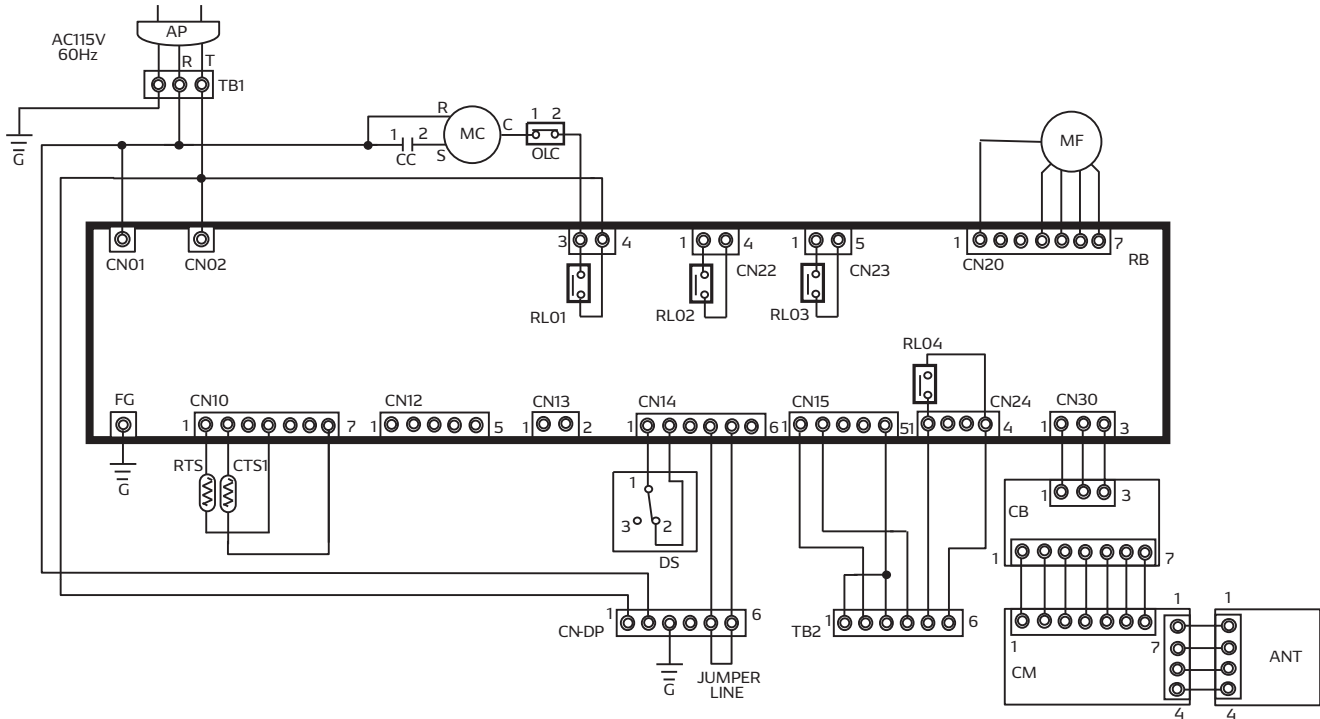 AP
AC115V
60Hz
R T
TB1
G
R
1 2
CC
S
MC
C
1 2
OLC
MF
CN01
CN02
3 4
RL01
1 4
CN22
RL02
1 5
CN23
RL03
1 7
CN20
RB
RL04
FG
G
CN10
1 7
CN12
1 5
CN13
1 2
CN14
1 6
CN15
1 5
CN24
1 4
CN30
1 3
RTS
CTS1
1
3 2
DS
1 3
CB
1 7
1 6
CN-DP
G
JUMPER
LINE
TB2
1 6
1 7
CM
1
4
1
4
ANT